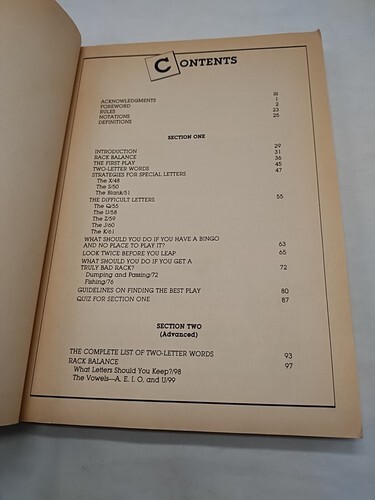 CONTENTS
ACKNOWLEDGMENTS iii
FOREWORD 1
RULES 2
NOTATIONS 23
DEFINITIONS 25
SECTION ONE
INTRODUCTION 29
RACK BALANCE 31
THE FIRST PLAY 36
TWO-LETTER WORDS 45
STRATEGIES FOR SPECIAL LETTERS 47
The X/48
The S/50
The Blank/51
THE DIFFICULT LETTERS 55
The Q/55
The U/58
The Z/59
The J/60
The K/61
WHAT SHOULD YOU DO IF YOU HAVE A BINGO
AND NO PLACE TO PLAY IT? 63
LOOK TWICE BEFORE YOU LEAP 65
WHAT SHOULD YOU DO IF YOU GET A
TRULY BAD RACK? 72
Dumping and Passing/72
Fishing/76
GUIDELINES ON FINDING THE BEST PLAY 80
QUIZ FOR SECTION ONE 87
SECTION TWO
(Advanced)
THE COMPLETE LIST OF TWO-LETTER WORDS 93
RACK BALANCE 97
What Letters Should You Keep?/98
The Vowels—A, E, I, O, and U/99